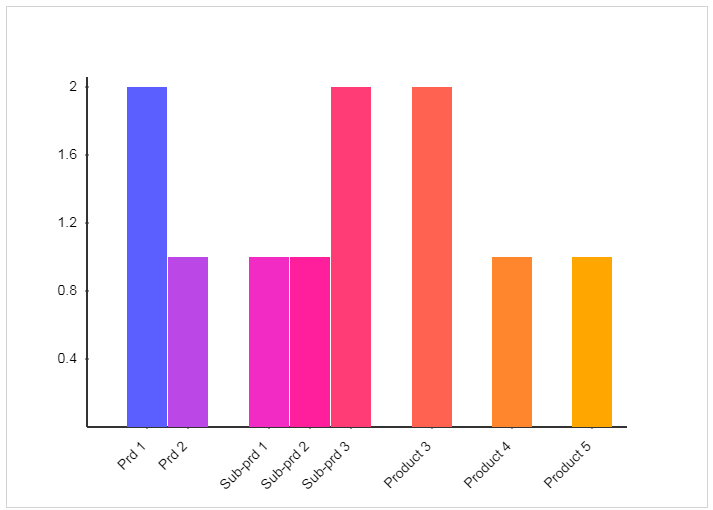 2
1.6
1.2
0.8
0.4
Prd 1
Prd 2
Sub-prd 1
Sub-prd 2
Sub-prd 3
Product 3
Product 4
Product 5